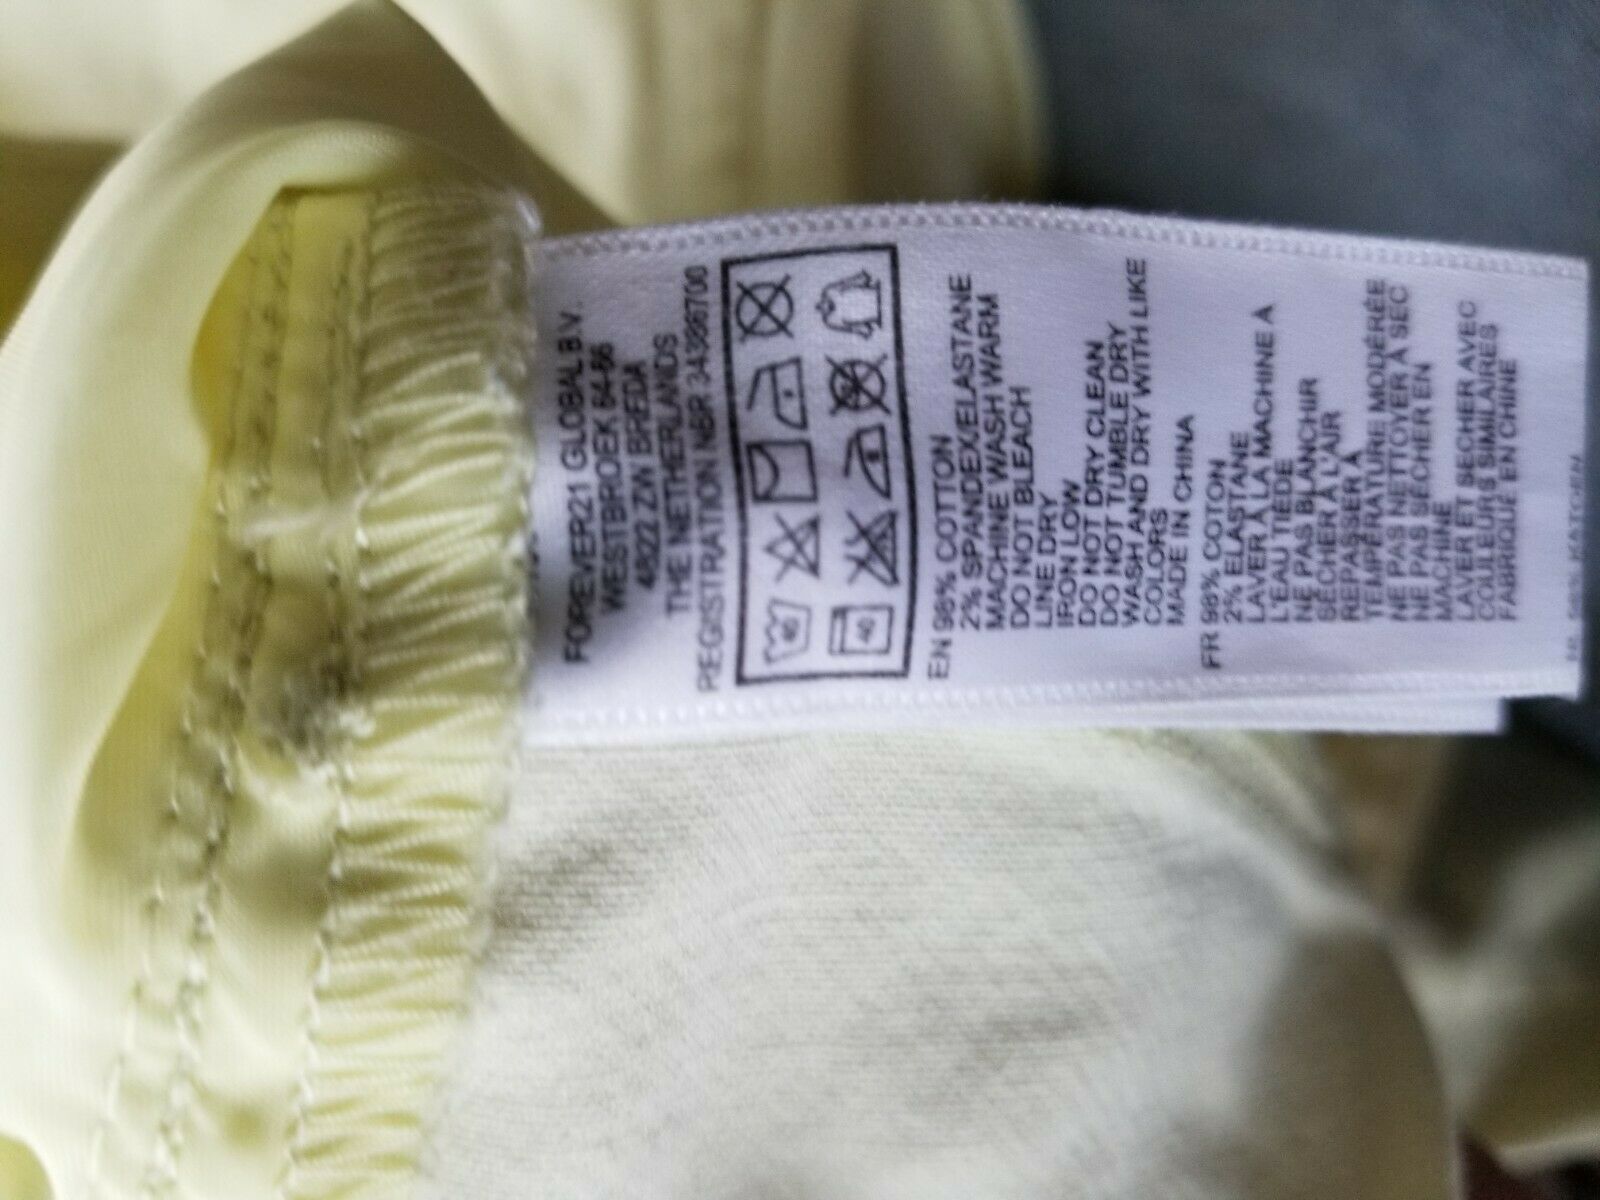 FOREVER21 GLOBAL B.V.
WESTBROEK 64-66
4822 ZW BREDA
THE NETHERLANDS
REGISTRATION NBR 34386700
40
40
EN 98% COTTON
2% SPANDEX/ELASTANE
MACHINE WASH WARM
DO NOT BLEACH
LINE DRY
IRON LOW
DO NOT DRY CLEAN
DO NOT TUMBLE DRY
WASH AND DRY WITH LIKE
COLORS
MADE IN CHINA
FR 98% COTON
2% ELASTANE
LAVER À LA MACHINE A
L'EAU TIÈDE
NE PAS BLANCHIR
SÉCHER À L'AIR
REPASSER À
TEMPÉRATURE MODÉRÉE
NE PAS NETTOYER À SEC
NE PAS SÉCHER EN
MACHINE
LAVER ET SECHER AVEC
COULEURS SIMILAIRES
FABRIQUÉ EN CHINE